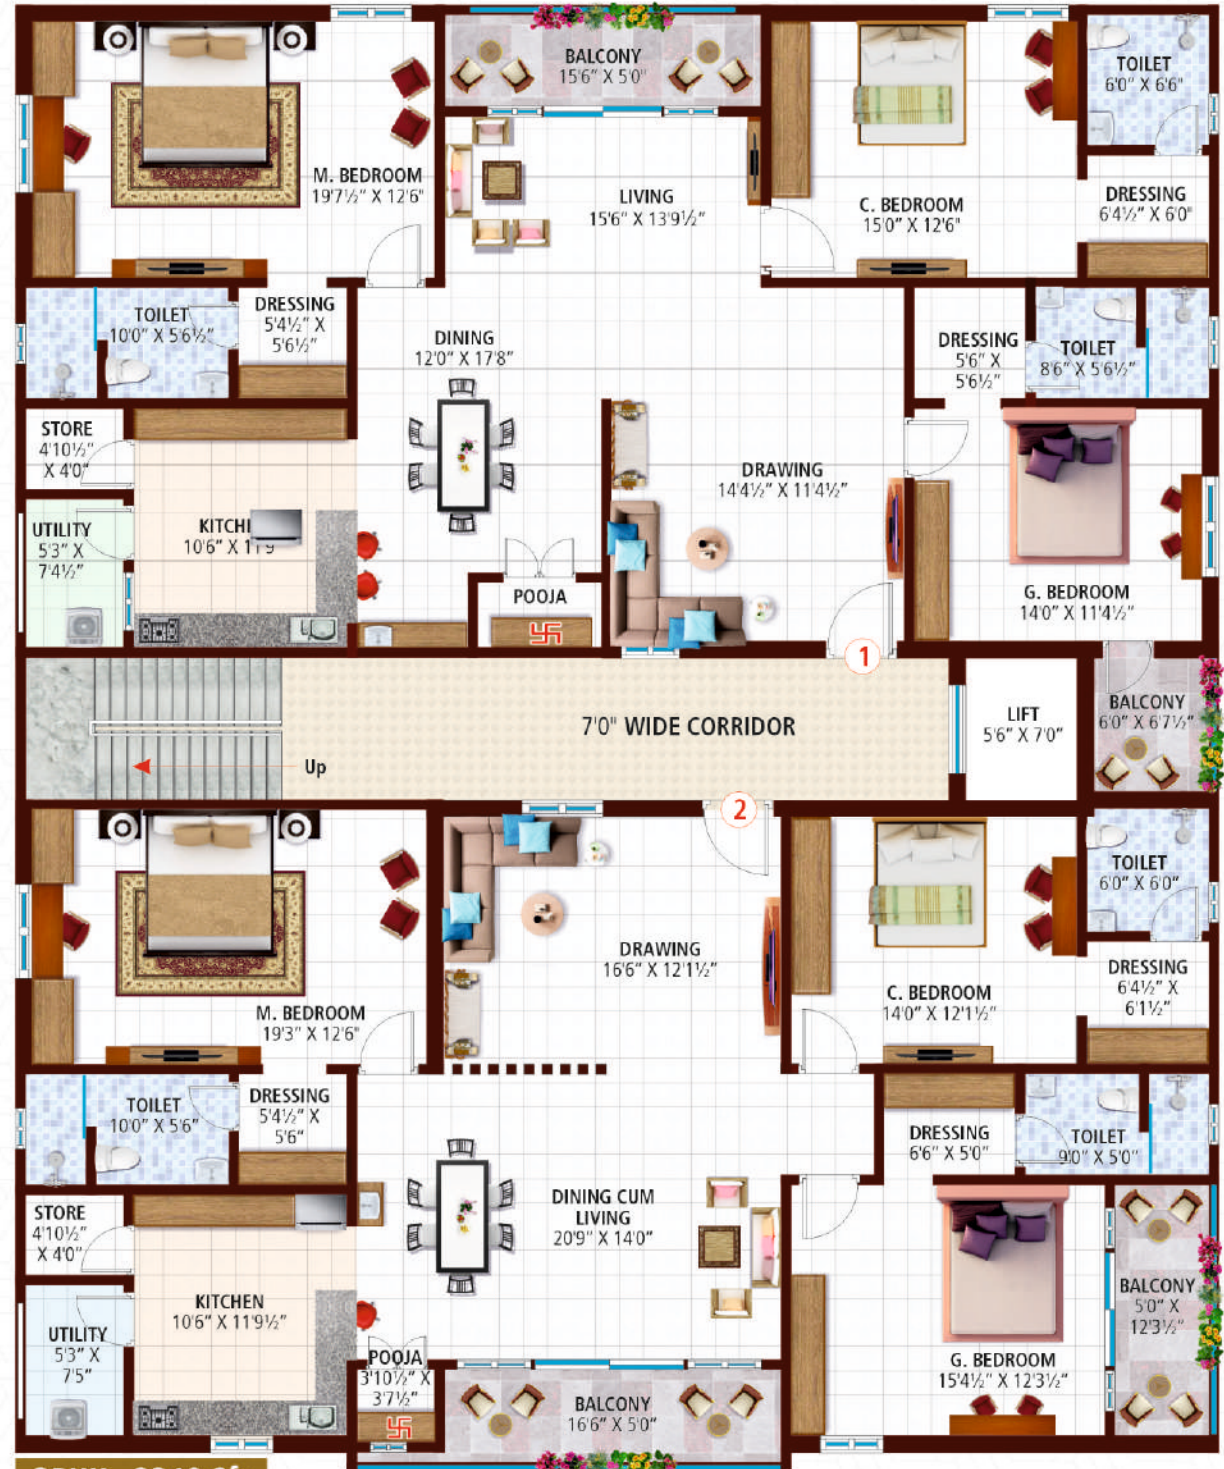 BALCONY
15'6" X 5'0"
TOILET
6'0" X 6'6"
M. BEDROOM
19'7½" X 12'6"
LIVING
15'6" X 13'9½"
C. BEDROOM
15'0" X 12'6"
DRESSING
6'4½" X 6'0"
TOILET
10'0" X 5'6½"
DRESSING
5'4½" X
5'6½"
DINING
12'0" X 17'8"
DRESSING
5'6" X
5'6½"
TOILET
8'6" X 5'6½"
STORE
4'10½"
X 4'0"
DRAWING
14'4½" X 11'4½"
UTILITY
5'3" X
7'4½"
10'6" X
POOJA
G. BEDROOM
14'0" X 11'4½"
1
7'0" WIDE CORRIDOR
LIFT
5'6" X 7'0"
BALCONY
6'0" X 6'7½"
Up
2
TOILET
6'0" X 6'0"
DRAWING
16'6" X 12'1½"
M. BEDROOM
19'3" X 12'6"
C. BEDROOM
14'0" X 12'1½"
DRESSING
6'4½" X
6'1½"
TOILET
10'0" X 5'6"
DRESSING
5'4½" X
5'6"
DRESSING
6'6" X 5'0"
TOILET
9'0" X 5'0"
STORE
4'10½"
X 4'0"
DINING CUM
LIVING
20'9" X 14'0"
KITCHEN
10'6" X 11'9½"
UTILITY
5'3" X
7'5"
POOJA
3'10½" X
3'7½"
BALCONY
16'6" X 5'0"
G. BEDROOM
15'4½" X 12'3½"
BALCONY
5'0" X
12'3½"